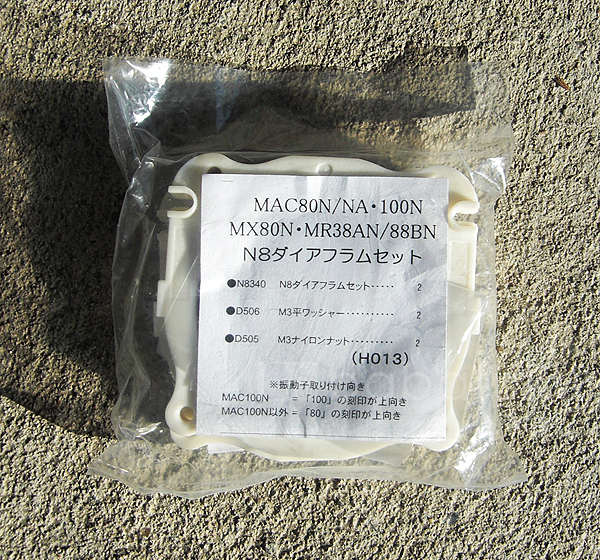 MAC80N/NA・100N
MX80N・MR38AN/88BN
N8ダイアフラムセット
●N8340 N8ダイアフラムセット‥‥‥ 2
●D506 M3平ワッシャー‥‥‥‥‥ 2
●D505 M3ナイロンナット‥‥‥‥‥ 2
(H013)
※振動子取り付け向き
MAC100N =「100」の刻印が上向き
MAC100N以外 =「80」の刻印が上向き